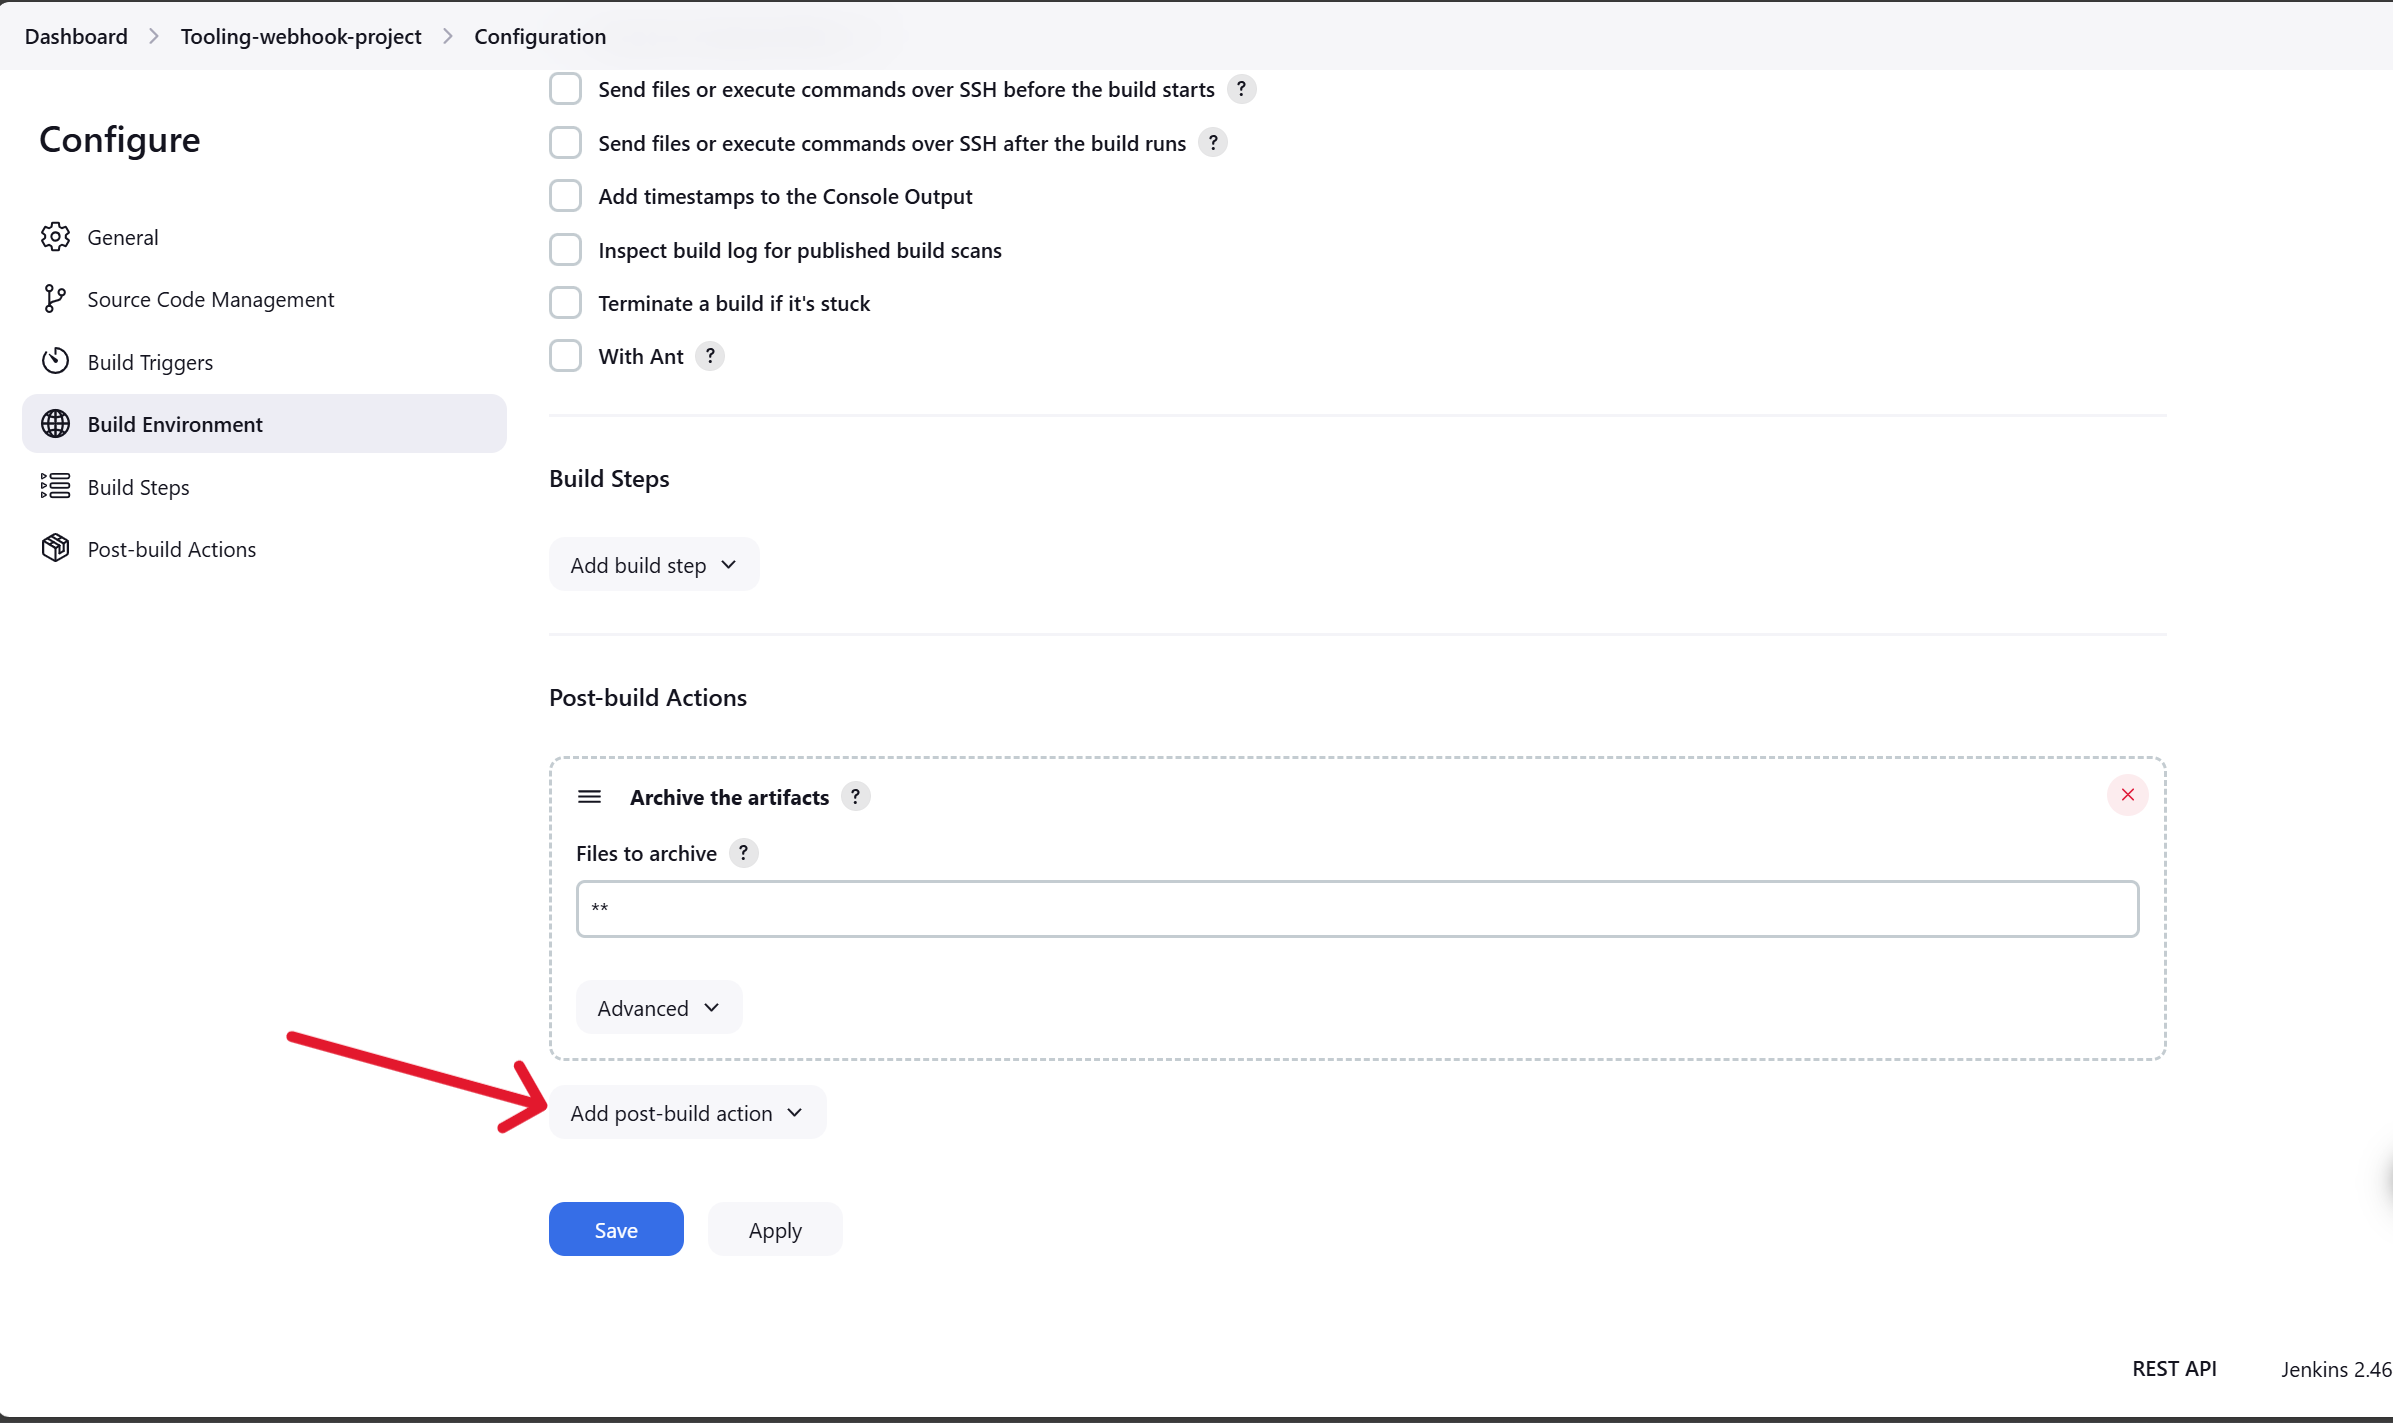 Dashboard > Tooling-webhook-project > Configuration
Configure
General
Source Code Management
Build Triggers
Build Environment
Build Steps
Post-build Actions
Send files or execute commands over SSH before the build starts ?
Send files or execute commands over SSH after the build runs ?
Add timestamps to the Console Output
Inspect build log for published build scans
Terminate a build if it's stuck
With Ant ?
Build Steps
Add build step
Post-build Actions
Archive the artifacts ?
Files to archive ?
**
Advanced
Add post-build action
Save Apply
REST API Jenkins 2.46